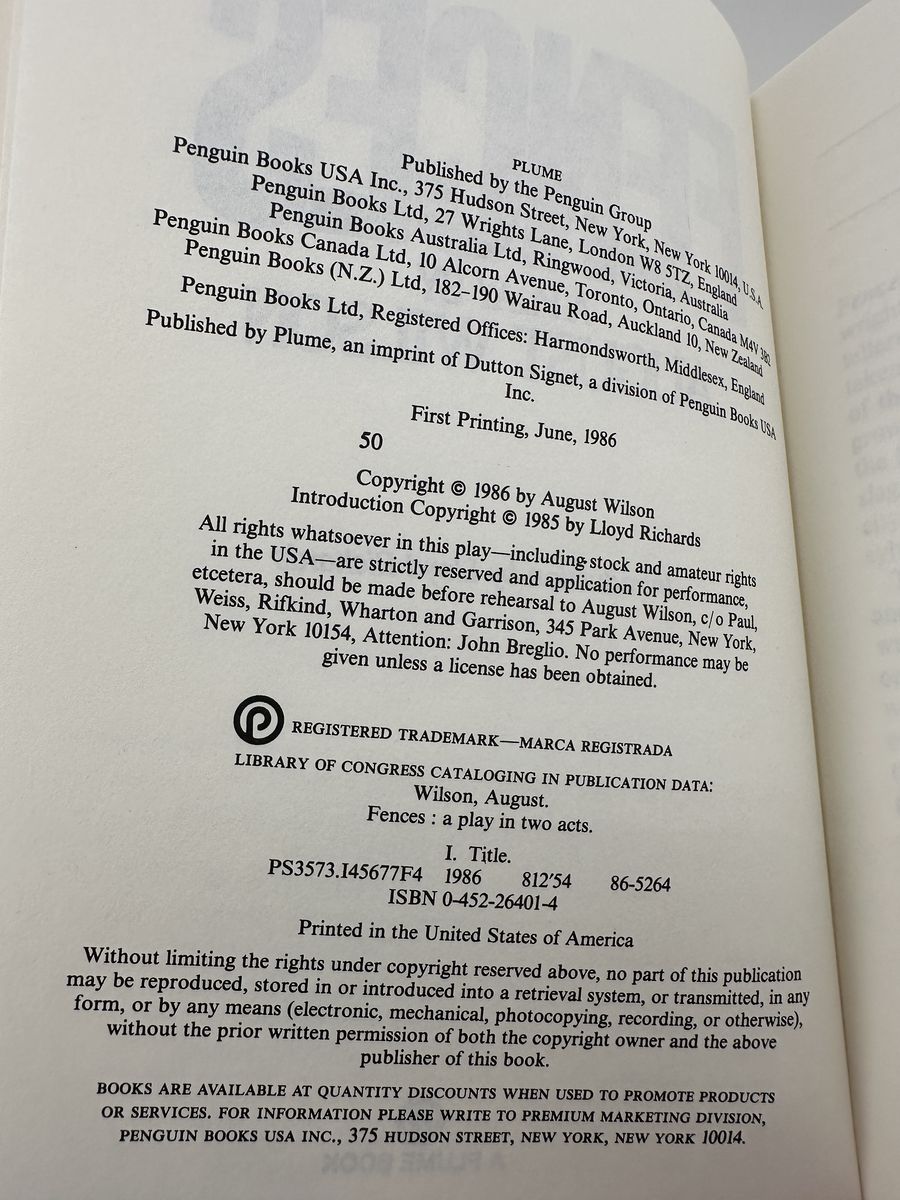 PLUME
Published by the Penguin Group
Penguin Books USA Inc., 375 Hudson Street, New York, New York 10014, U.S.A.
Penguin Books Ltd, 27 Wrights Lane, London W8 5TZ, England
Penguin Books Australia Ltd, Ringwood, Victoria, Australia
Penguin Books Canada Ltd, 10 Alcorn Avenue, Toronto, Ontario, Canada M4V 3B2
Penguin Books (N.Z.) Ltd, 182–190 Wairau Road, Auckland 10, New Zealand
Penguin Books Ltd, Registered Offices: Harmondsworth, Middlesex, England
Published by Plume, an imprint of Dutton Signet, a division of Penguin Books USA
Inc.
First Printing, June, 1986
50
Copyright © 1986 by August Wilson
Introduction Copyright © 1985 by Lloyd Richards
All rights whatsoever in this play—including stock and amateur rights
in the USA—are strictly reserved and application for performance,
etcetera, should be made before rehearsal to August Wilson, c/o Paul,
Weiss, Rifkind, Wharton and Garrison, 345 Park Avenue, New York,
New York 10154, Attention: John Breglio. No performance may be
given unless a license has been obtained.
REGISTERED TRADEMARK—MARCA REGISTRADA
LIBRARY OF CONGRESS CATALOGING IN PUBLICATION DATA:
Wilson, August.
Fences : a play in two acts.
I. Title.
PS3573.I45677F4 1986 812'54 86-5264
ISBN 0-452-26401-4
Printed in the United States of America
Without limiting the rights under copyright reserved above, no part of this publication
may be reproduced, stored in or introduced into a retrieval system, or transmitted, in any
form, or by any means (electronic, mechanical, photocopying, recording, or otherwise),
without the prior written permission of both the copyright owner and the above
publisher of this book.
BOOKS ARE AVAILABLE AT QUANTITY DISCOUNTS WHEN USED TO PROMOTE PRODUCTS
OR SERVICES. FOR INFORMATION PLEASE WRITE TO PREMIUM MARKETING DIVISION,
PENGUIN BOOKS USA INC., 375 HUDSON STREET, NEW YORK, NEW YORK 10014.